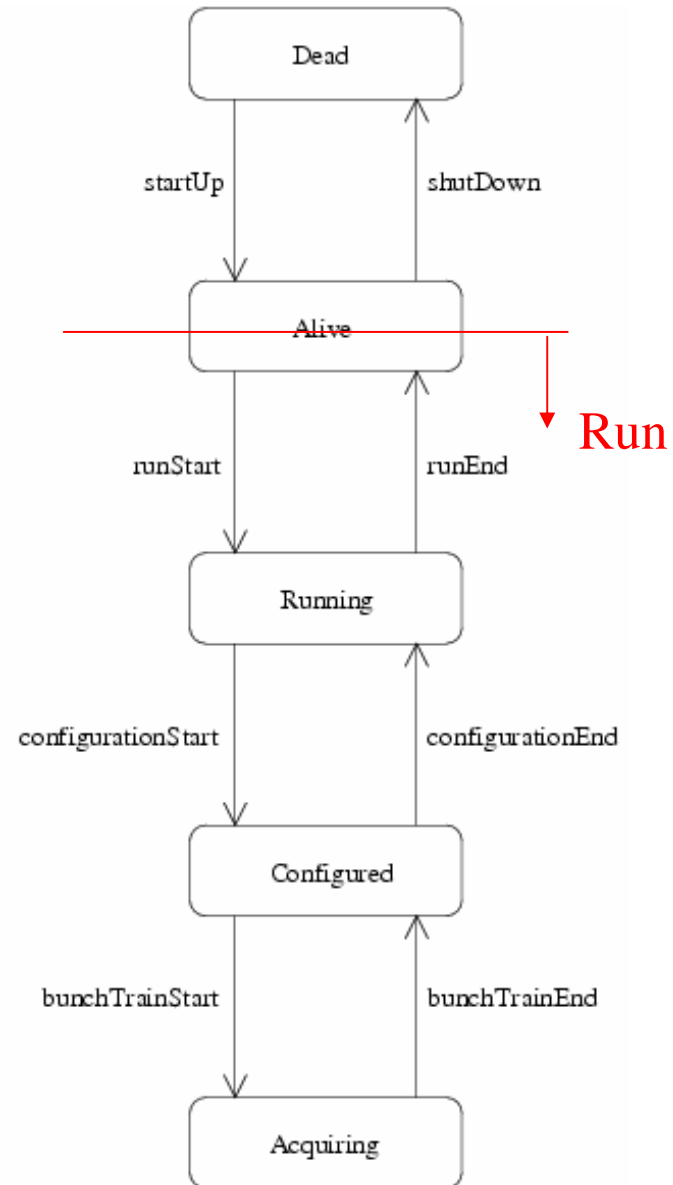 Dead
startUp
shutDown
Alive
Run
runStart
runEnd
Running
configurationStart
configurationEnd
Configured
bunchTrainStart
bunchTrainEnd
Acquiring